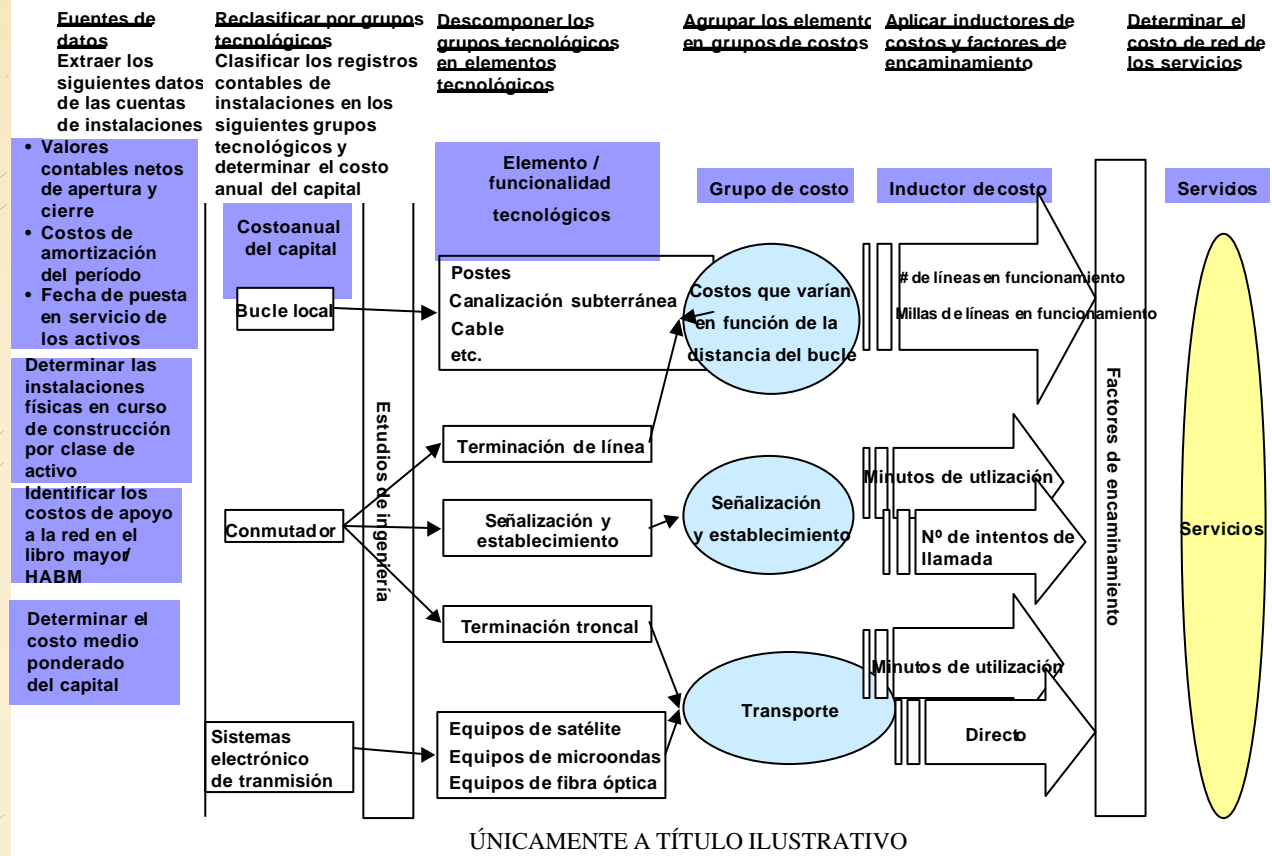 Fuentes de
datos
Extraer los
siguientes datos
de las cuentas
de instalaciones
• Valores
contables netos
de apertura y
cierre
• Costos de
amortización
del período
• Fecha de puesta
en servicio de
los activos
Determinar las
instalaciones
físicas en curso
de construcción
por clase de
activo
Identificar los
costos de apoyo
a la red en el
libro mayor/
HABM
Determinar el
costo medio
ponderado
del capital
Reclasificar por grupos
tecnológicos
Clasificar los registros
contables de
instalaciones en los
siguientes grupos
tecnológicos y
determinar el costo
anual del capital
Costo anual
del capital
Bucle local
Conmutador
Sistemas
electrónico
de tranmisión
Estudios de ingeniería
Descomponer los
grupos tecnológicos
en elementos
tecnológicos
Elemento /
funcionalidad
tecnológicos
Postes
Canalización subterránea
Cable
etc.
Terminación de línea
Señalización y
establecimiento
Terminación troncal
Equipos de satélite
Equipos de microondas
Equipos de fibra óptica
Agrupar los elemento
en grupos de costos
Grupo de costo
Costos que varían
en función de la
distancia del bucle
Señalización
y establecimiento
Transporte
Aplicar inductores de
costos y factores de
encaminamiento
Inductor de costo
# de líneas en funcionamiento
Millas de líneas en funcionamiento
Minutos de utlización
Nº de intentos de
llamada
Minutos de utilización
Directo
Factores de encaminamiento
Determinar el
costo de red de
los servicios
Servicios
Servicios
ÚNICAMENTE A TÍTULO ILUSTRATIVO